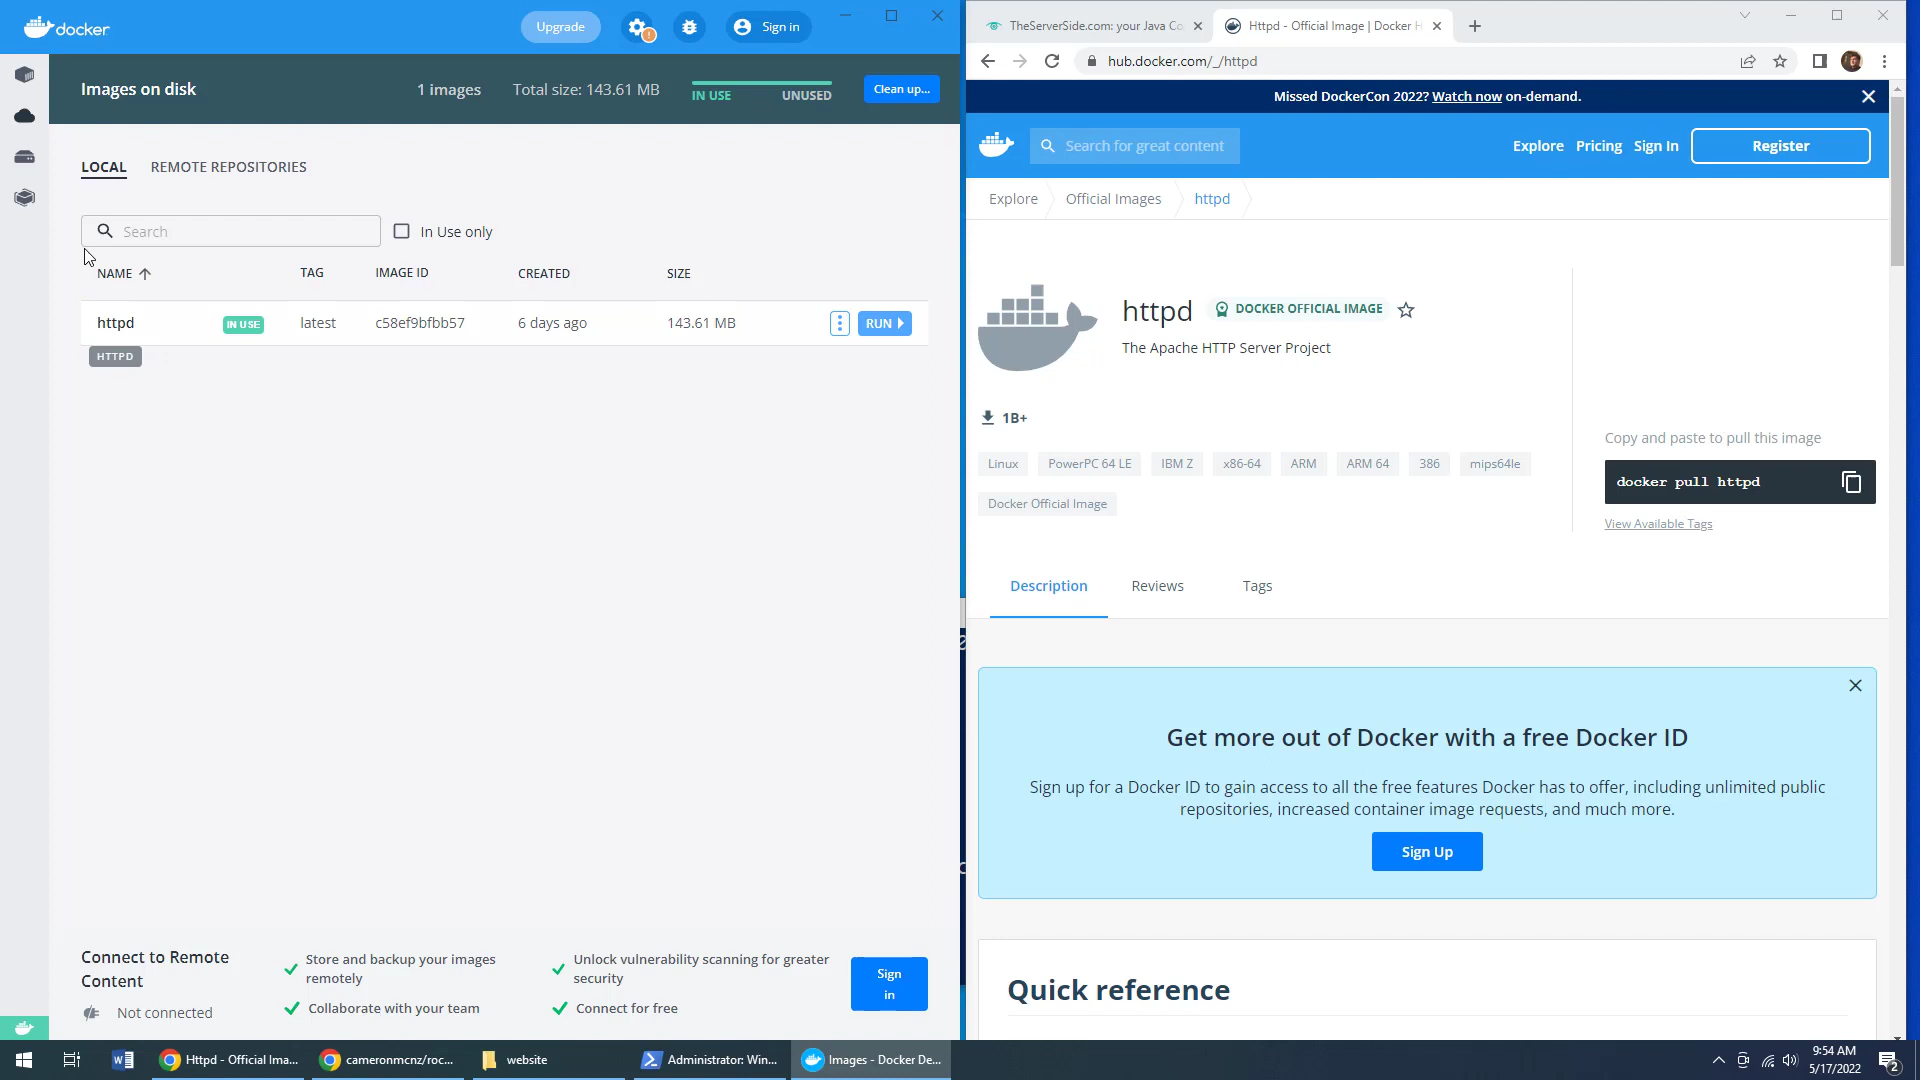 docker
Upgrade
!
Sign in
Images on disk
1 images
Total size: 143.61 MB
IN USE
UNUSED
Clean up...
LOCAL
REMOTE REPOSITORIES
Search
In Use only
NAME
TAG
IMAGE ID
CREATED
SIZE
httpd
IN USE
latest
c58ef9bfbb57
6 days ago
143.61 MB
RUN
HTTPD
Connect to Remote
Content
Not connected
Store and backup your images
remotely
Collaborate with your team
Unlock vulnerability scanning for greater
security
Connect for free
Sign
in
TheServerSide.com: your Java Co
Httpd - Official Image | Docker H
hub.docker.com/_/httpd
Missed DockerCon 2022? Watch now on-demand.
Search for great content
Explore
Pricing
Sign In
Register
Explore
Official Images
httpd
httpd
DOCKER OFFICIAL IMAGE
The Apache HTTP Server Project
1B+
Linux
PowerPC 64 LE
IBM Z
x86-64
ARM
ARM 64
386
mips64le
Docker Official Image
Copy and paste to pull this image
docker pull httpd
View Available Tags
Description
Reviews
Tags
Get more out of Docker with a free Docker ID
Sign up for a Docker ID to gain access to all the free features Docker has to offer, including unlimited public
repositories, increased container image requests, and much more.
Sign Up
Quick reference
Httpd - Official Ima...
cameronmcnz/roc...
website
Administrator: Win...
Images - Docker De...
9:54 AM
5/17/2022
2